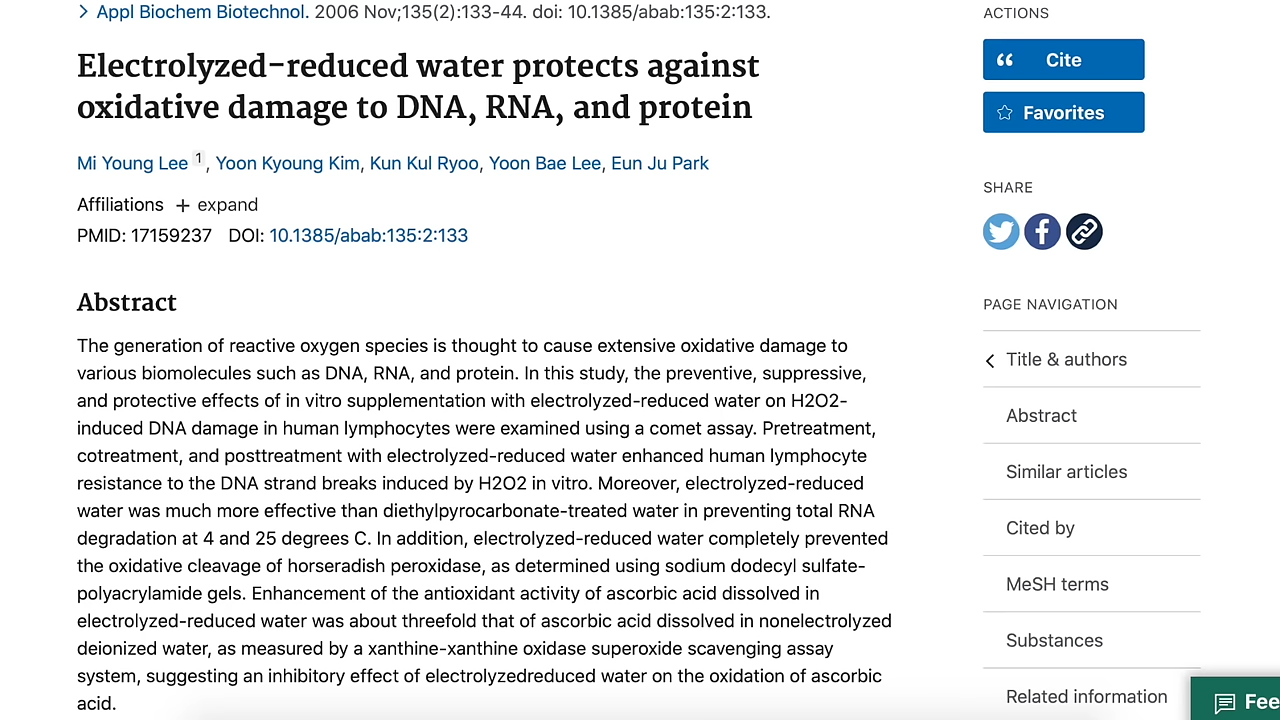 Appl Biochem Biotechnol. 2006 Nov;135(2):133-44. doi: 10.1385/abab:135:2:133.
Electrolyzed-reduced water protects against
oxidative damage to DNA, RNA, and protein
Mi Young Lee 1, Yoon Kyoung Kim, Kun Kul Ryoo, Yoon Bae Lee, Eun Ju Park
Affiliations + expand
PMID: 17159237 DOI: 10.1385/abab:135:2:133
Abstract
The generation of reactive oxygen species is thought to cause extensive oxidative damage to
various biomolecules such as DNA, RNA, and protein. In this study, the preventive, suppressive,
and protective effects of in vitro supplementation with electrolyzed-reduced water on H2O2-
induced DNA damage in human lymphocytes were examined using a comet assay. Pretreatment,
cotreatment, and posttreatment with electrolyzed-reduced water enhanced human lymphocyte
resistance to the DNA strand breaks induced by H2O2 in vitro. Moreover, electrolyzed-reduced
water was much more effective than diethylpyrocarbonate-treated water in preventing total RNA
degradation at 4 and 25 degrees C. In addition, electrolyzed-reduced water completely prevented
the oxidative cleavage of horseradish peroxidase, as determined using sodium dodecyl sulfate-
polyacrylamide gels. Enhancement of the antioxidant activity of ascorbic acid dissolved in
electrolyzed-reduced water was about threefold that of ascorbic acid dissolved in nonelectrolyzed
deionized water, as measured by a xanthine-xanthine oxidase superoxide scavenging assay
system, suggesting an inhibitory effect of electrolyzedreduced water on the oxidation of ascorbic
acid.
ACTIONS
Cite
Favorites
SHARE
PAGE NAVIGATION
Title & authors
Abstract
Similar articles
Cited by
MeSH terms
Substances
Related information
Fee